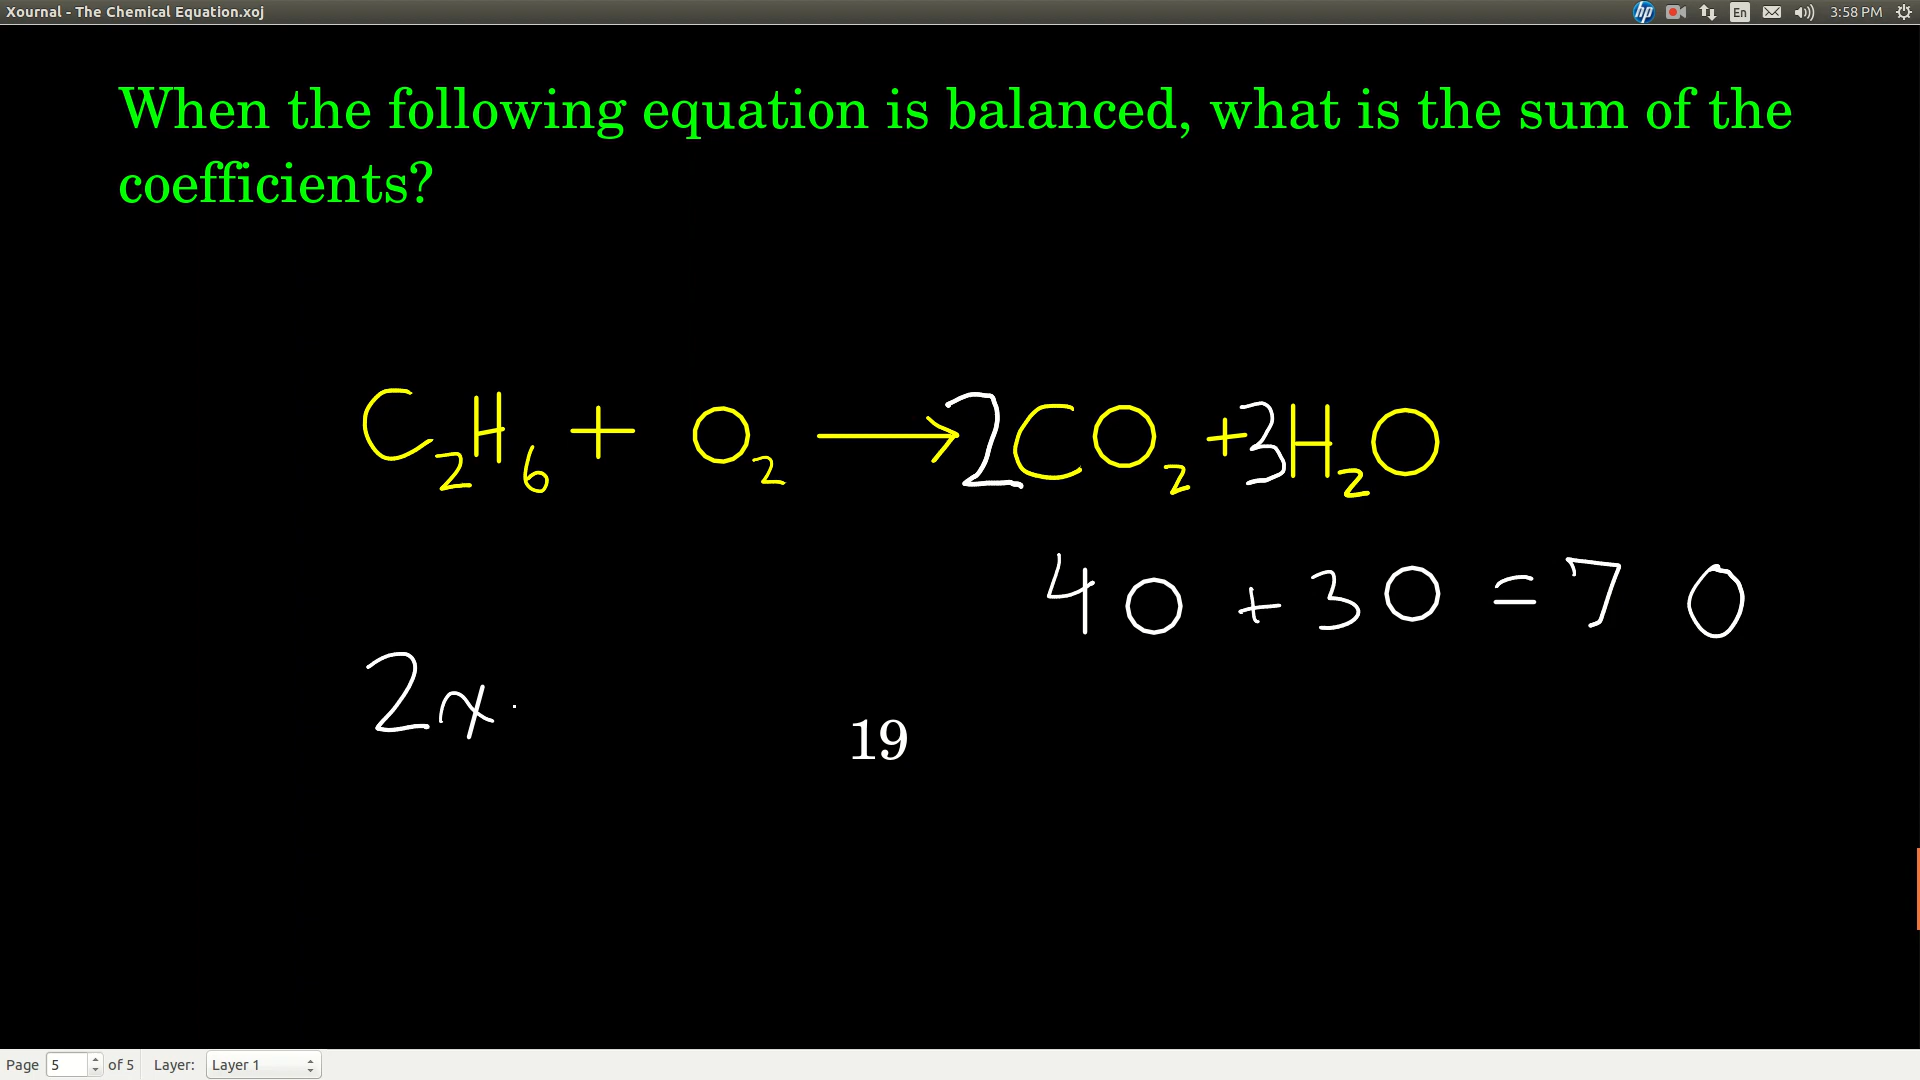 Xournal - The Chemical Equation.xoj
hp En 3:58 PM
When the following equation is balanced, what is the sum of the
coefficients?
C₂H₆ + O₂ → 2CO₂ + 3H₂O
4O + 3O = 7 O
2x
19
Page 5 of 5 Layer: Layer 1